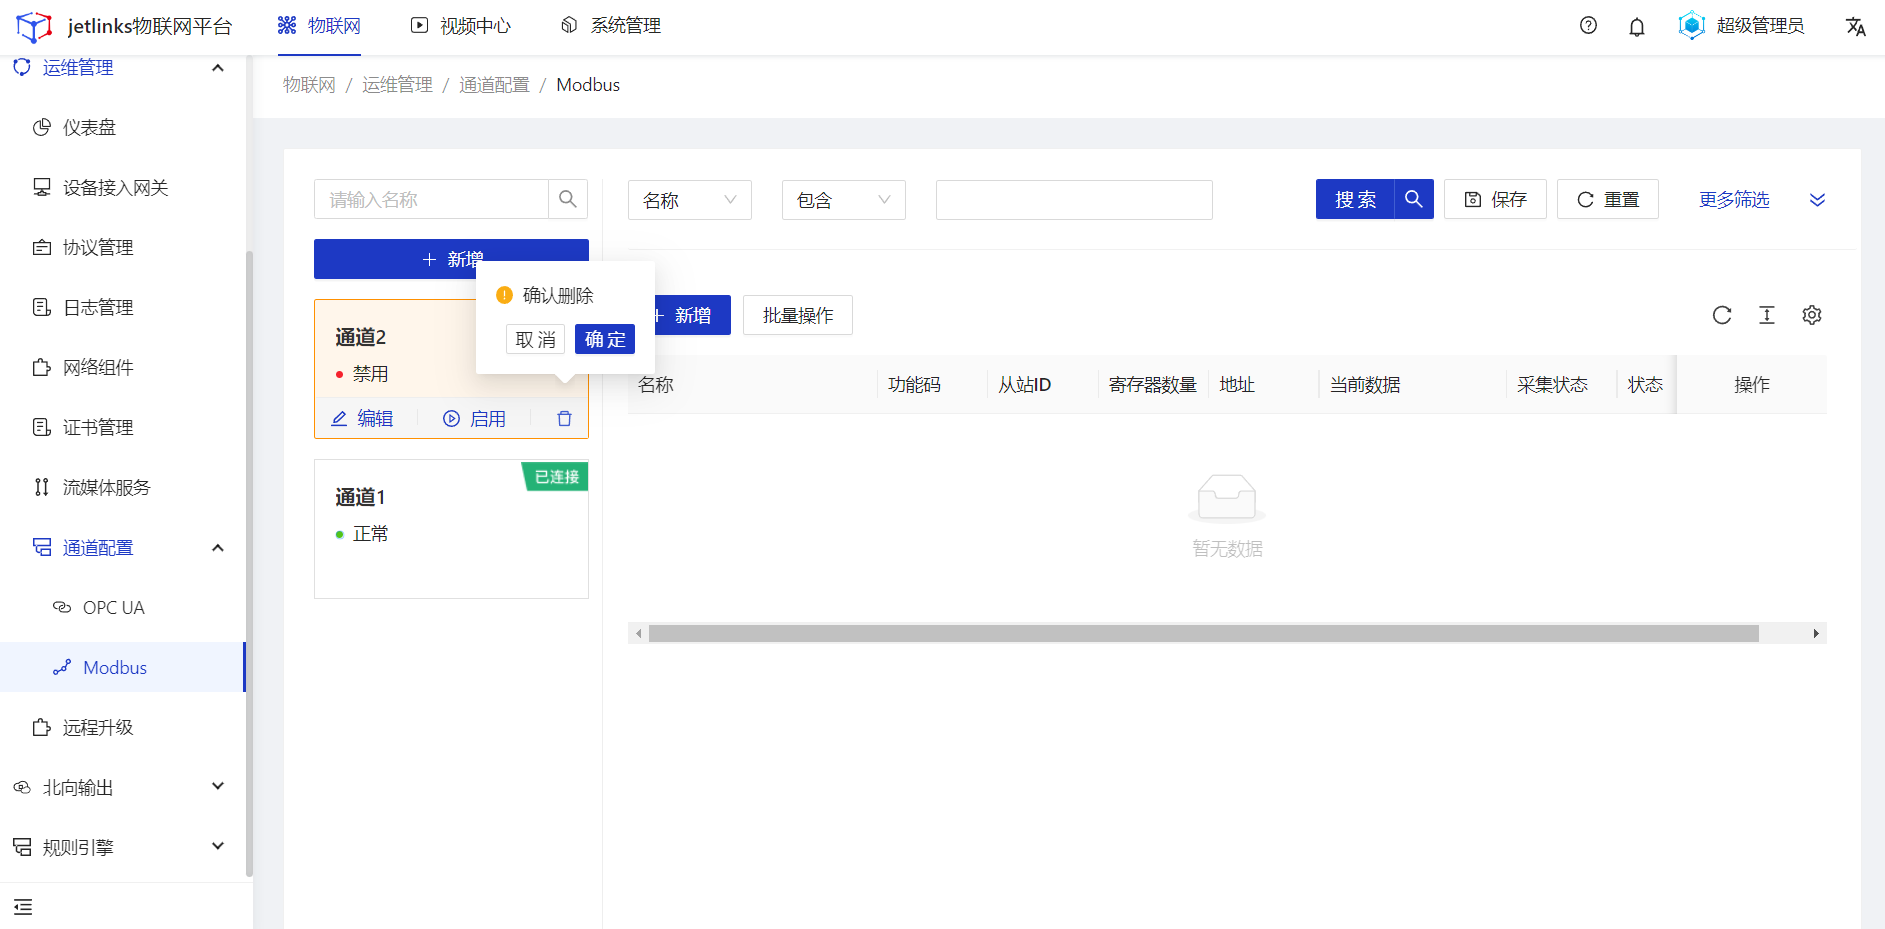 jetlinks物联网平台
物联网
视频中心
系统管理
超级管理员
运维管理
仪表盘
设备接入网关
协议管理
日志管理
网络组件
证书管理
流媒体服务
通道配置
OPC UA
Modbus
远程升级
北向输出
规则引擎
物联网 / 运维管理 / 通道配置 / Modbus
请输入名称
新增
确认删除
取 消
确 定
通道2
禁用
编辑
启用
已连接
通道1
正常
名称
包含
搜 索
保存
重置
更多筛选
新增
批量操作
名称 功能码 从站ID 寄存器数量 地址 当前数据 采集状态 状态 操作
暂无数据